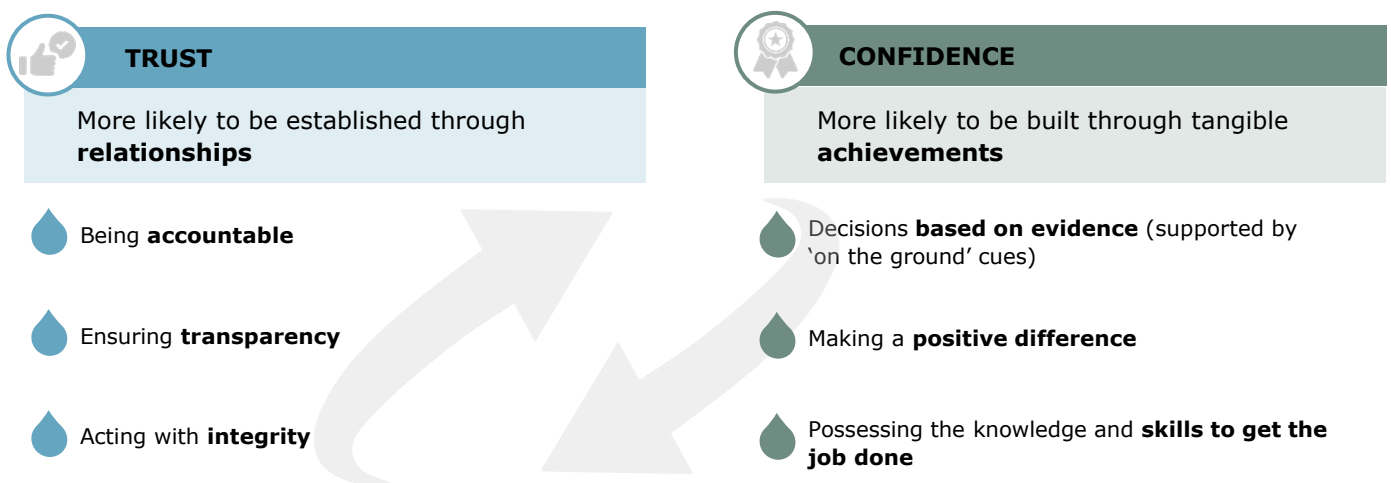 TRUST
More likely to be established through
relationships
Being accountable
Ensuring transparency
Acting with integrity
CONFIDENCE
More likely to be built through tangible
achievements
Decisions based on evidence (supported by
‘on the ground’ cues)
Making a positive difference
Possessing the knowledge and skills to get the
job done